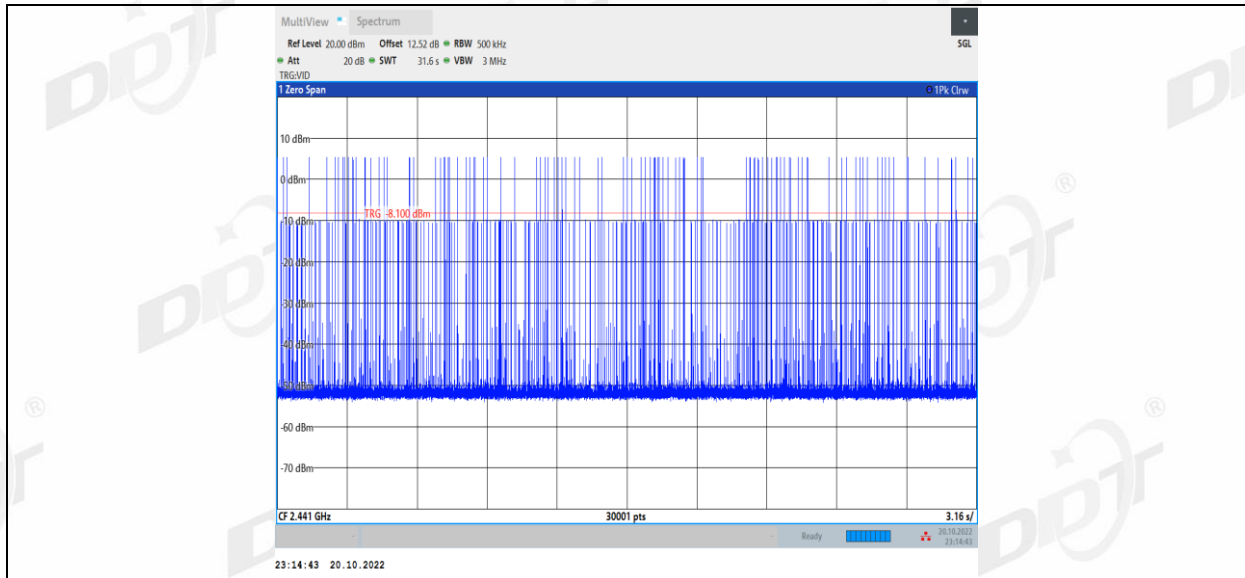 MultiView Spectrum
Ref Level 20.00 dBm Offset 12.52 dB RBW 500 kHz SGL
Att 20 dB SWT 31.6 s VBW 3 MHz
TRG:VID
1 Zero Span 1Pk Clrw
10 dBm
0 dBm
TRG -8.100 dBm
-10 dBm
-20 dBm
-30 dBm
-40 dBm
-50 dBm
-60 dBm
-70 dBm
CF 2.441 GHz 30001 pts 3.16 s/
Ready 20.10.2022
23:14:43
23:14:43 20.10.2022
DDT ®